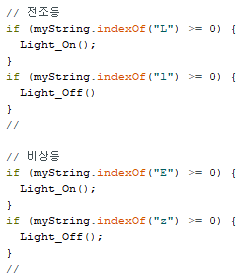 // 전조등
if (myString.indexOf("L") >= 0) {
  Light_On();
}
if (myString.indexOf("l") >= 0) {
  Light_Off()
}
//

// 비상등
if (myString.indexOf("E") >= 0) {
  Light_On();
}
if (myString.indexOf("z") >= 0) {
  Light_Off();
}
//